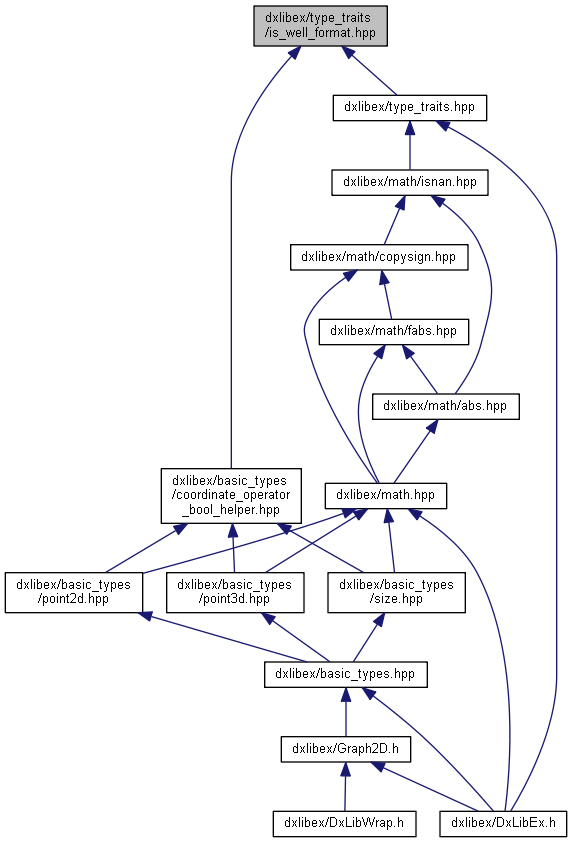 dxlibex/type_traits
/is_well_format.hpp
dxlibex/type_traits.hpp
dxlibex/math/isnan.hpp
dxlibex/math/copysign.hpp
dxlibex/math/fabs.hpp
dxlibex/math/abs.hpp
dxlibex/basic_types
/coordinate_operator
_bool_helper.hpp
dxlibex/math.hpp
dxlibex/basic_types
/point2d.hpp
dxlibex/basic_types
/point3d.hpp
dxlibex/basic_types
/size.hpp
dxlibex/basic_types.hpp
dxlibex/Graph2D.h
dxlibex/DxLibWrap.h
dxlibex/DxLibEx.h